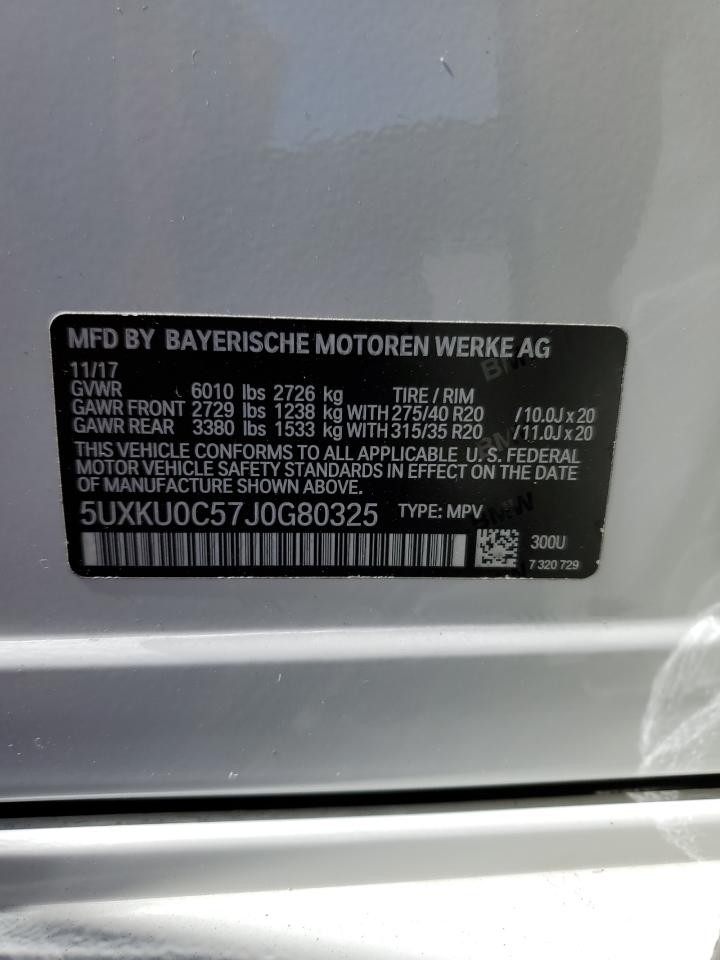 MFD BY BAYERISCHE MOTOREN WERKE AG
11/17
GVWR 6010 lbs 2726 kg TIRE / RIM
GAWR FRONT 2729 lbs 1238 kg WITH 275/40 R20 /10.0J x 20
GAWR REAR 3380 lbs 1533 kg WITH 315/35 R20 /11.0J x 20
THIS VEHICLE CONFORMS TO ALL APPLICABLE U. S. FEDERAL
MOTOR VEHICLE SAFETY STANDARDS IN EFFECT ON THE DATE
OF MANUFACTURE SHOWN ABOVE.
5UXKU0C57J0G80325 TYPE: MPV
300U
7 320 729
BMW
BMW
BMW